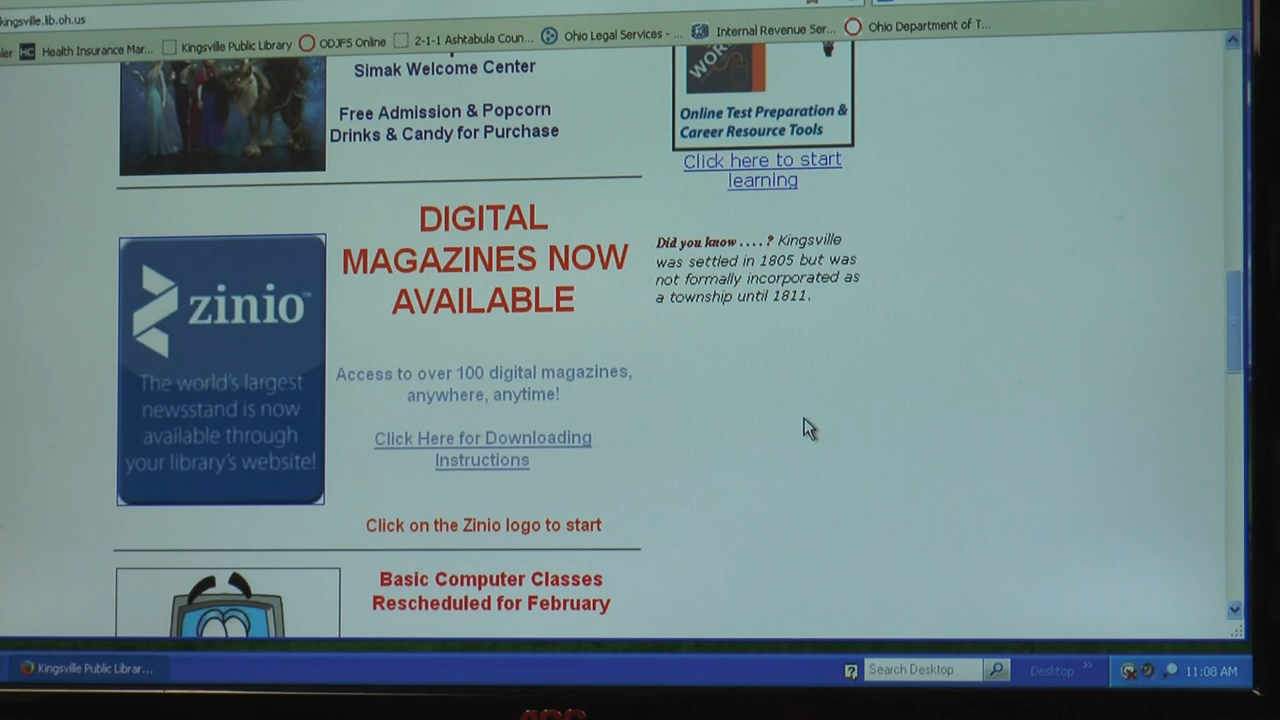 kingsville.lib.oh.us
Health Insurance Mar... Kingsville Public Library ODJFS Online 2-1-1 Ashtabula Coun... Ohio Legal Services - ... Internal Revenue Ser... Ohio Department of T...
Simak Welcome Center
Free Admission & Popcorn
Drinks & Candy for Purchase
Online Test Preparation &
Career Resource Tools
Click here to start
learning
DIGITAL
MAGAZINES NOW
AVAILABLE
zinio™
The world's largest
newsstand is now
available through
your library's website!
Access to over 100 digital magazines,
anywhere, anytime!
Click Here for Downloading
Instructions
Click on the Zinio logo to start
Did you know . . . . ? Kingsville
was settled in 1805 but was
not formally incorporated as
a township until 1811.
Basic Computer Classes
Rescheduled for February
Kingsville Public Librar...
Search Desktop
Desktop
11:08 AM